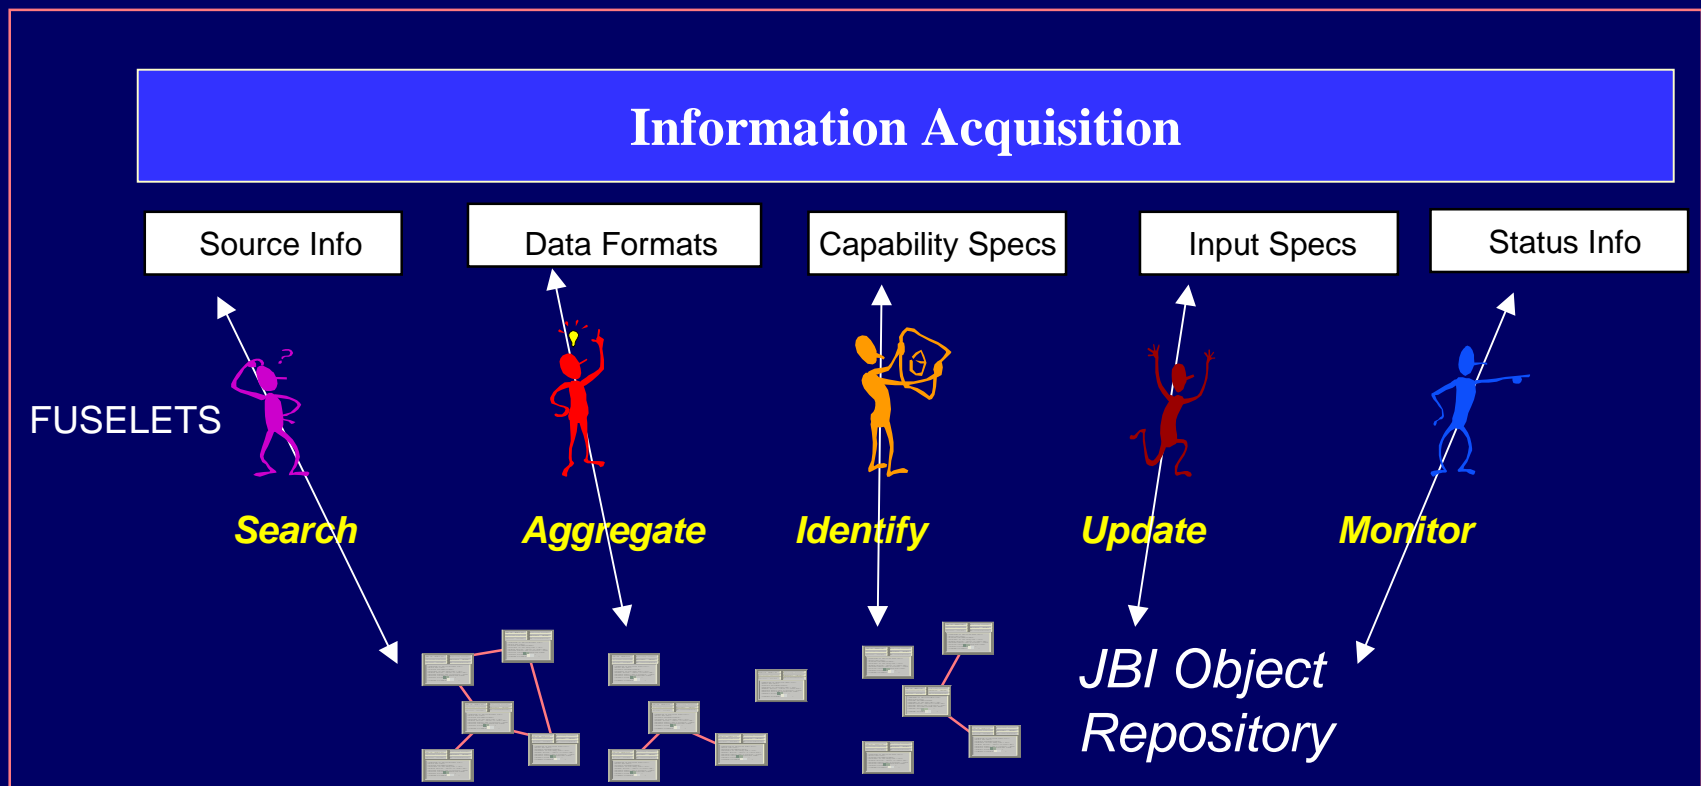 Information Acquisition
Source Info
Data Formats
Capability Specs
Input Specs
Status Info
FUSELETS
Search
Aggregate
Identify
Update
Monitor
JBI Object
Repository